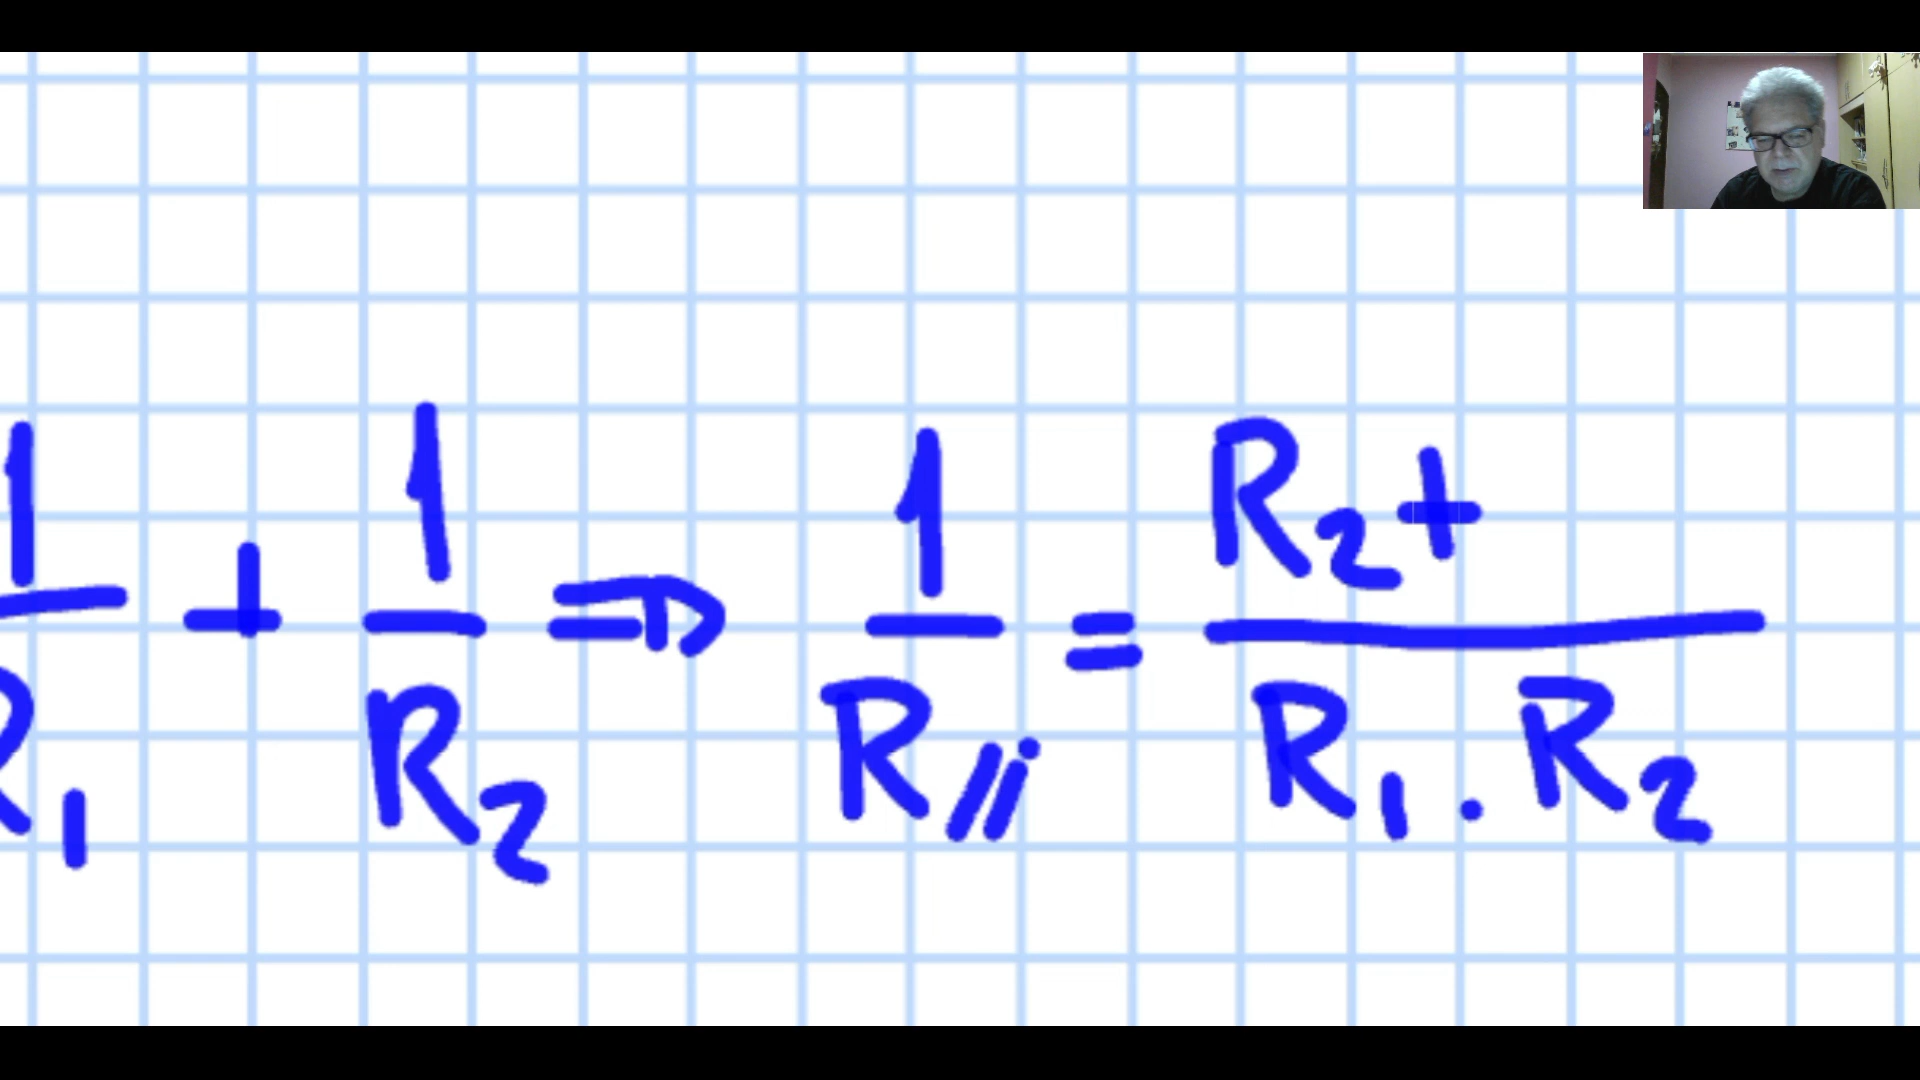 1/R₁ + 1/R₂ ⇒ 1/R// = R₂+/R₁.R₂